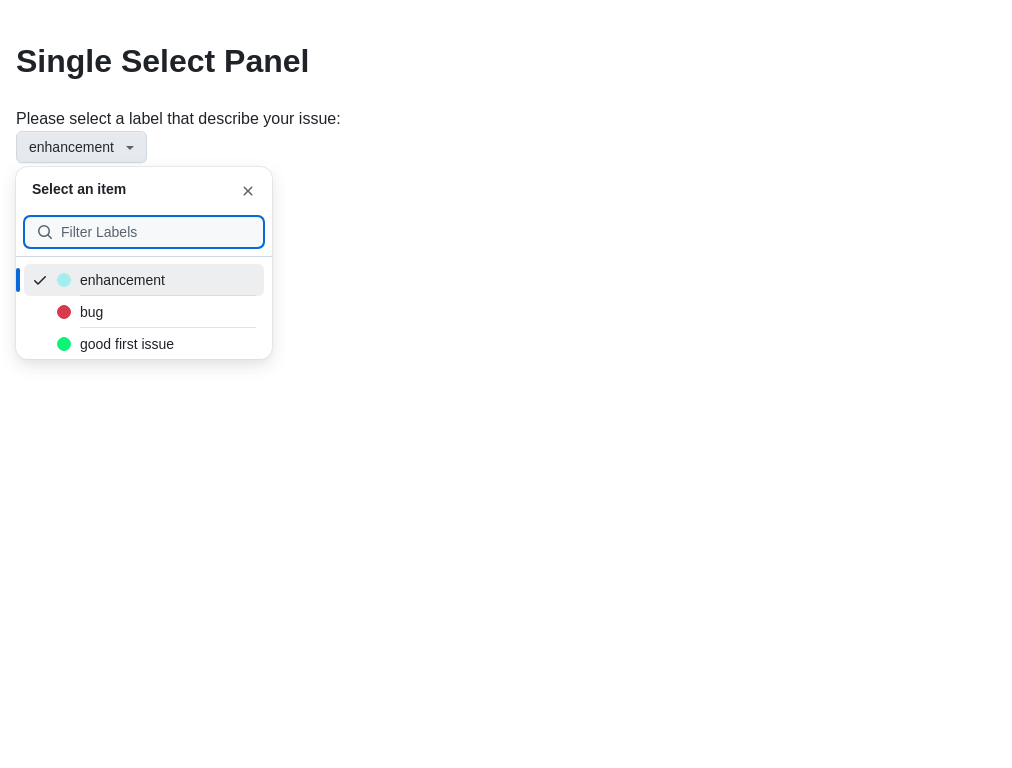 Single Select Panel
Please select a label that describe your issue:
enhancement
Select an item
Filter Labels
enhancement
bug
good first issue